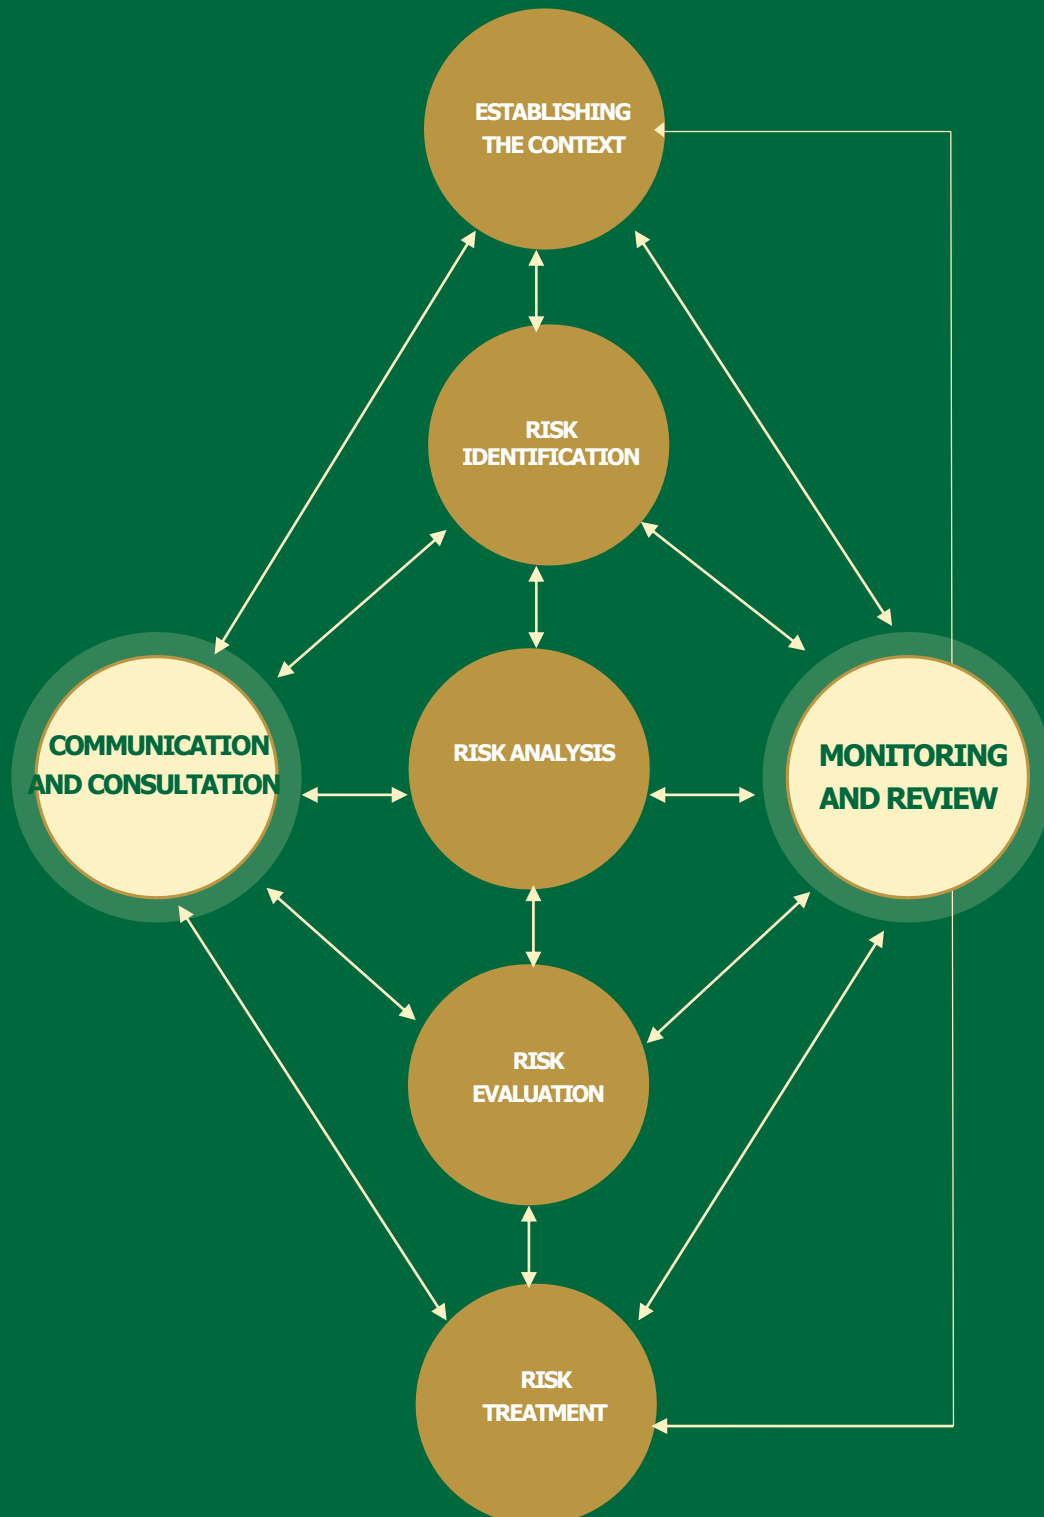 ESTABLISHING
THE CONTEXT
RISK
IDENTIFICATION
COMMUNICATION
AND CONSULTATION
RISK ANALYSIS
MONITORING
AND REVIEW
RISK
EVALUATION
RISK
TREATMENT